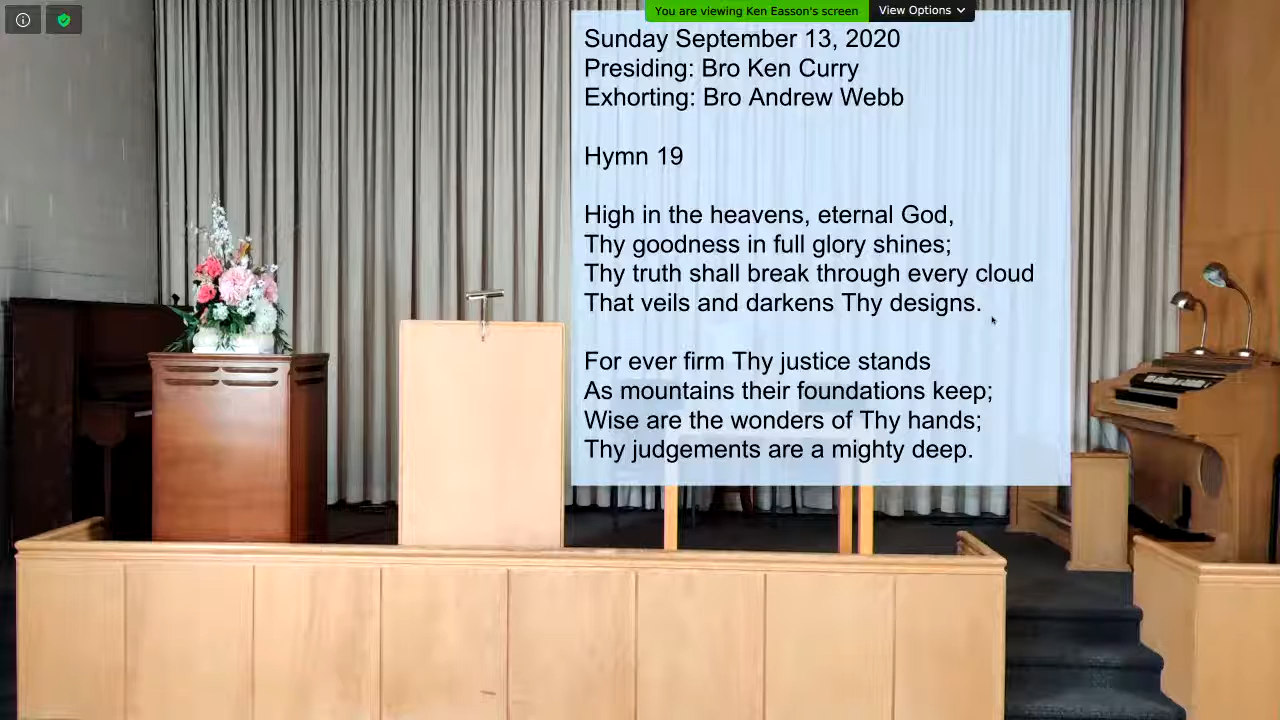 You are viewing Ken Easson's screen
View Options
Sunday September 13, 2020
Presiding: Bro Ken Curry
Exhorting: Bro Andrew Webb
Hymn 19
High in the heavens, eternal God,
Thy goodness in full glory shines;
Thy truth shall break through every cloud
That veils and darkens Thy designs.
For ever firm Thy justice stands
As mountains their foundations keep;
Wise are the wonders of Thy hands;
Thy judgements are a mighty deep.